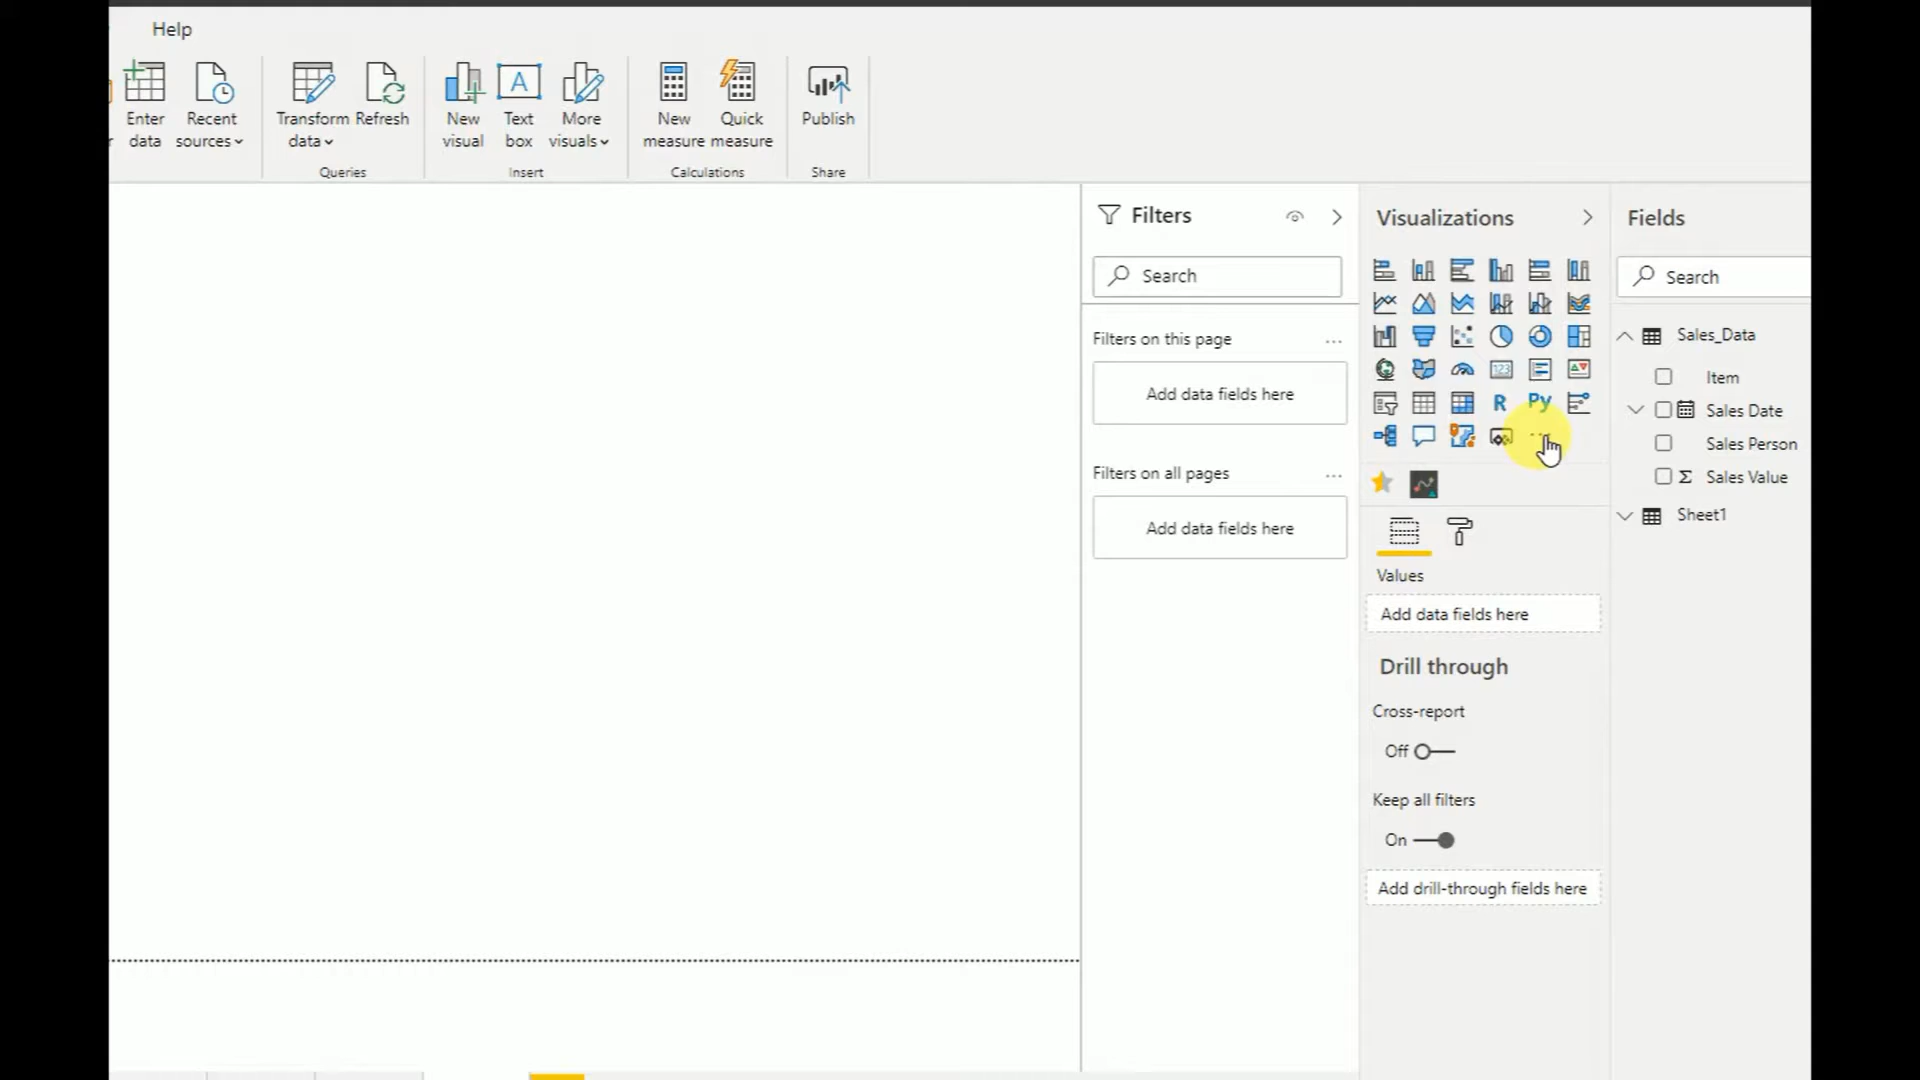 Help
Enter
data
Recent
sources
Transform
data
Refresh
New
visual
Text
box
More
visuals
New
measure
Quick
measure
Publish
Queries
Insert
Calculations
Share
Filters
Search
Filters on this page
...
Add data fields here
Filters on all pages
...
Add data fields here
Visualizations
123
R
Py
...
Values
Add data fields here
Drill through
Cross-report
Off
Keep all filters
On
Add drill-through fields here
Fields
Search
Sales_Data
Item
Sales Date
Sales Person
Σ Sales Value
Sheet1